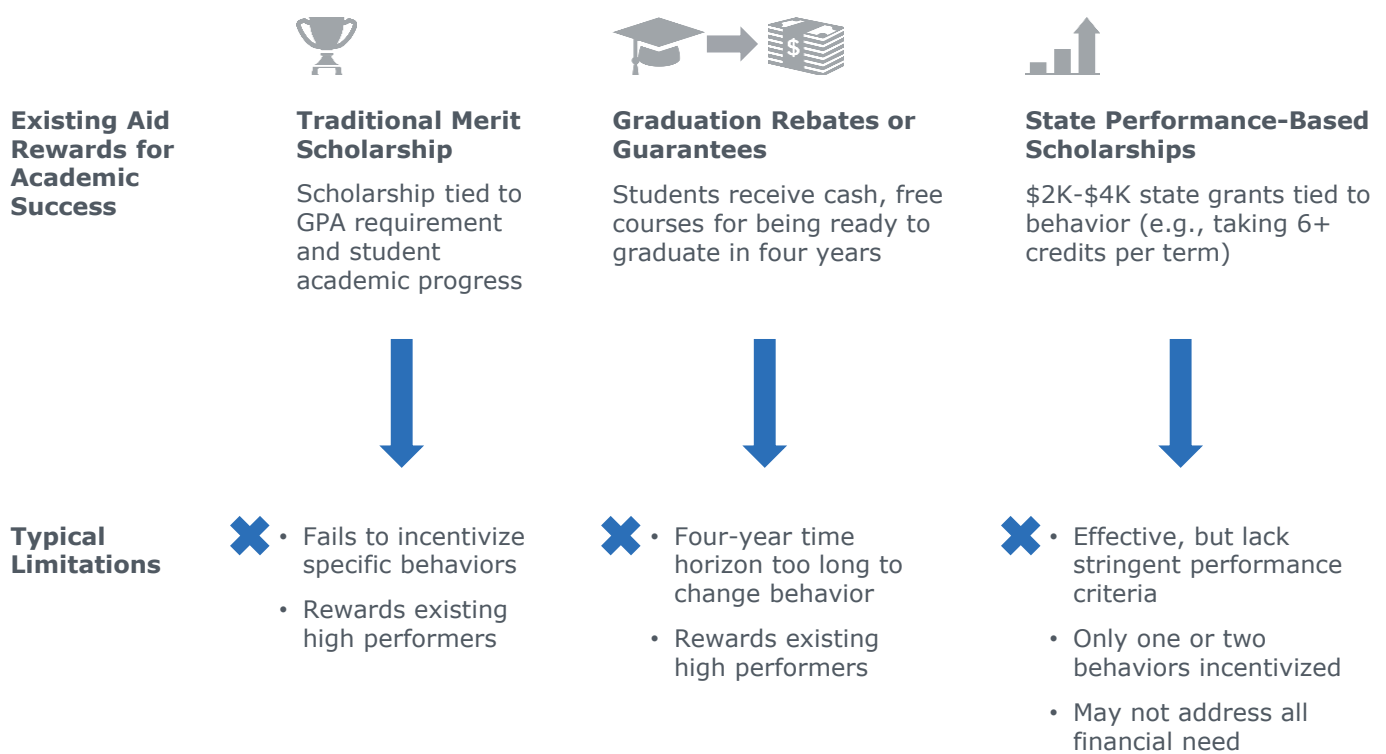 $
Existing Aid
Rewards for
Academic
Success
Traditional Merit
Scholarship
Scholarship tied to
GPA requirement
and student
academic progress
Graduation Rebates or
Guarantees
Students receive cash, free
courses for being ready to
graduate in four years
State Performance-Based
Scholarships
$2K-$4K state grants tied to
behavior (e.g., taking 6+
credits per term)
Typical
Limitations
• Fails to incentivize
specific behaviors
• Rewards existing
high performers
• Four-year time
horizon too long to
change behavior
• Rewards existing
high performers
• Effective, but lack
stringent performance
criteria
• Only one or two
behaviors incentivized
• May not address all
financial need